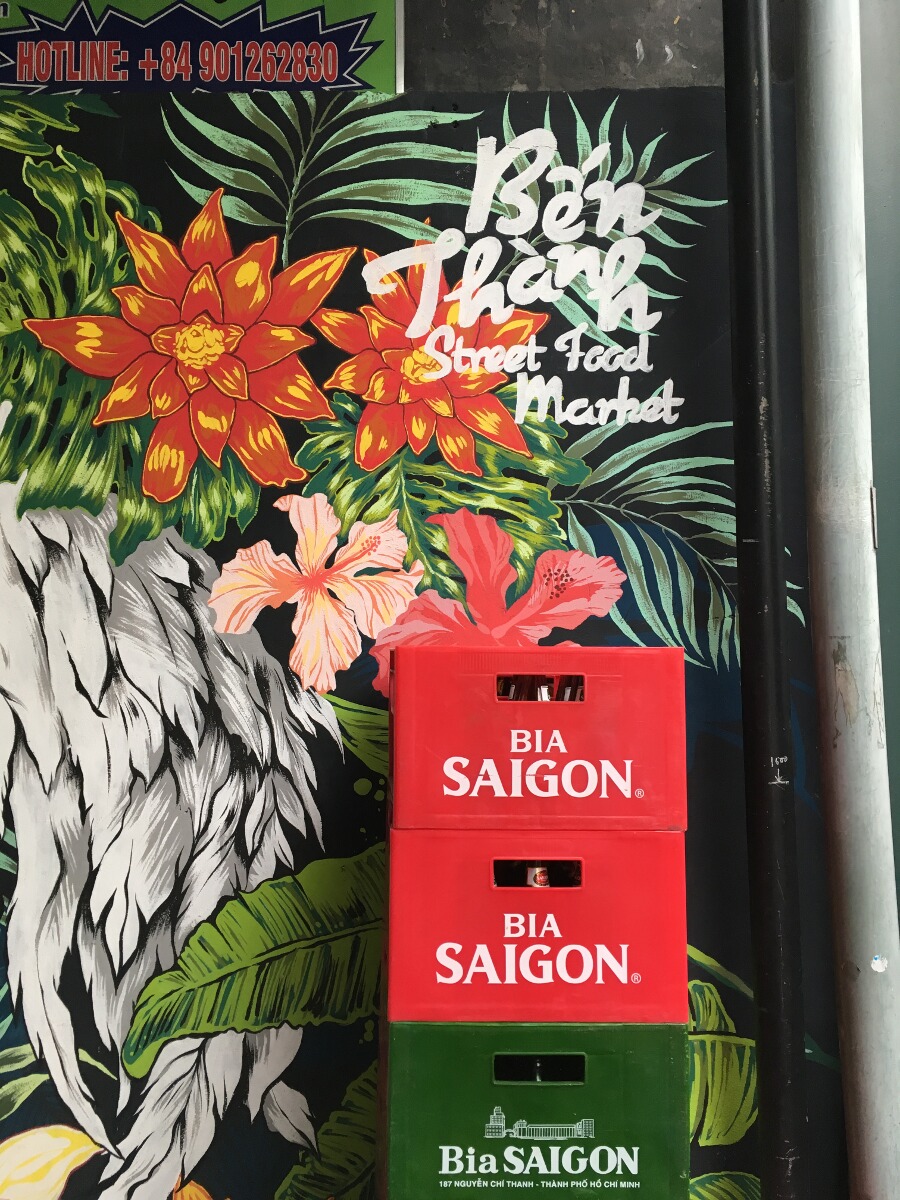 HOTLINE: +84 901262830
Bến
Thành
Street Food
Market
BIA
SAIGON®
BIA
SAIGON®
1500
Bia SAIGON
187 NGUYỄN CHÍ THANH - THÀNH PHỐ HỒ CHÍ MINH